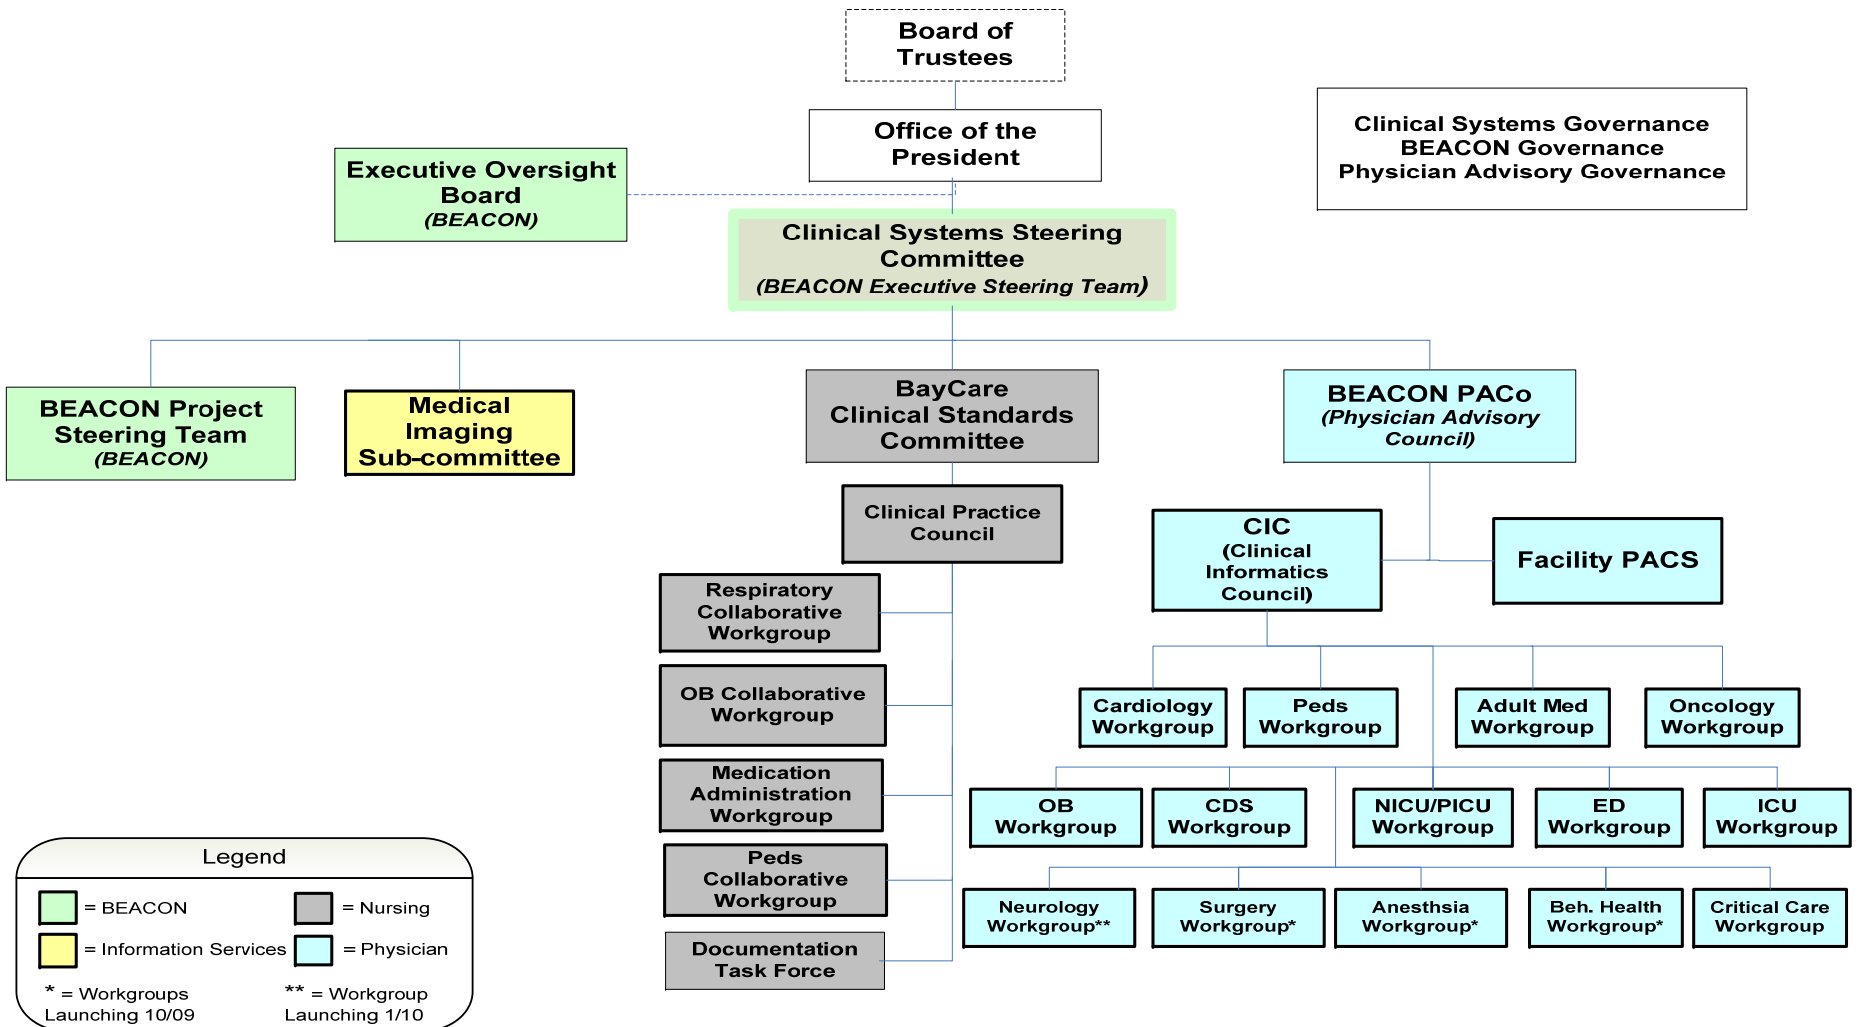 Board of
Trustees
Office of the
President
Clinical Systems Governance
BEACON Governance
Physician Advisory Governance
Executive Oversight
Board
(BEACON)
Clinical Systems Steering
Committee
(BEACON Executive Steering Team)
BEACON Project
Steering Team
(BEACON)
Medical
Imaging
Sub-committee
BayCare
Clinical Standards
Committee
BEACON PACo
(Physician Advisory
Council)
Clinical Practice
Council
CIC
(Clinical
Informatics
Council)
Facility PACS
Respiratory
Collaborative
Workgroup
OB Collaborative
Workgroup
Medication
Administration
Workgroup
Peds
Collaborative
Workgroup
Documentation
Task Force
Cardiology
Workgroup
Peds
Workgroup
Adult Med
Workgroup
Oncology
Workgroup
OB
Workgroup
CDS
Workgroup
NICU/PICU
Workgroup
ED
Workgroup
ICU
Workgroup
Neurology
Workgroup**
Surgery
Workgroup*
Anesthsia
Workgroup*
Beh. Health
Workgroup*
Critical Care
Workgroup
Legend
= BEACON
= Nursing
= Information Services
= Physician
* = Workgroups
Launching 10/09
** = Workgroup
Launching 1/10